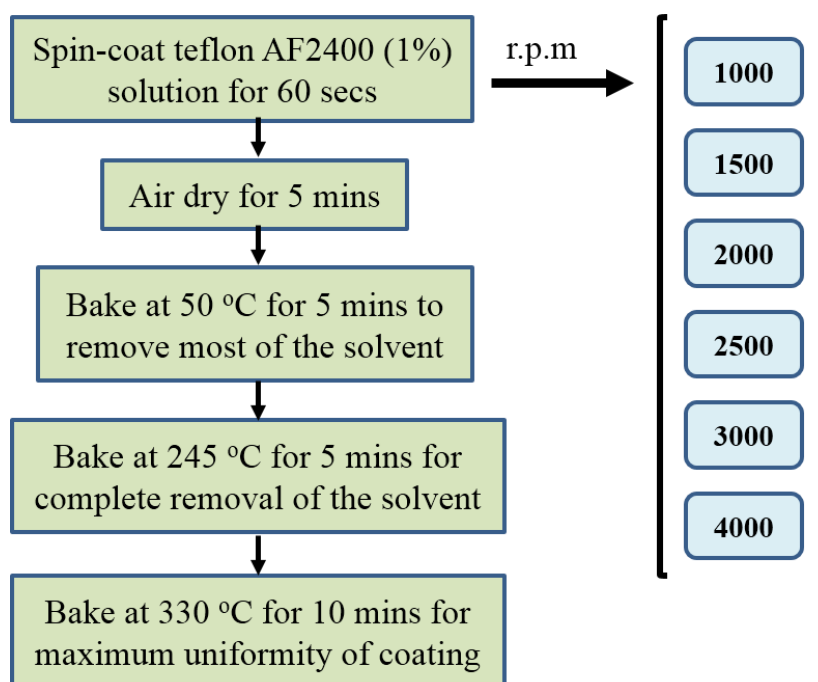 Spin-coat teflon AF2400 (1%)
solution for 60 secs
r.p.m
Air dry for 5 mins
Bake at 50 °C for 5 mins to
remove most of the solvent
Bake at 245 °C for 5 mins for
complete removal of the solvent
Bake at 330 °C for 10 mins for
maximum uniformity of coating
1000
1500
2000
2500
3000
4000